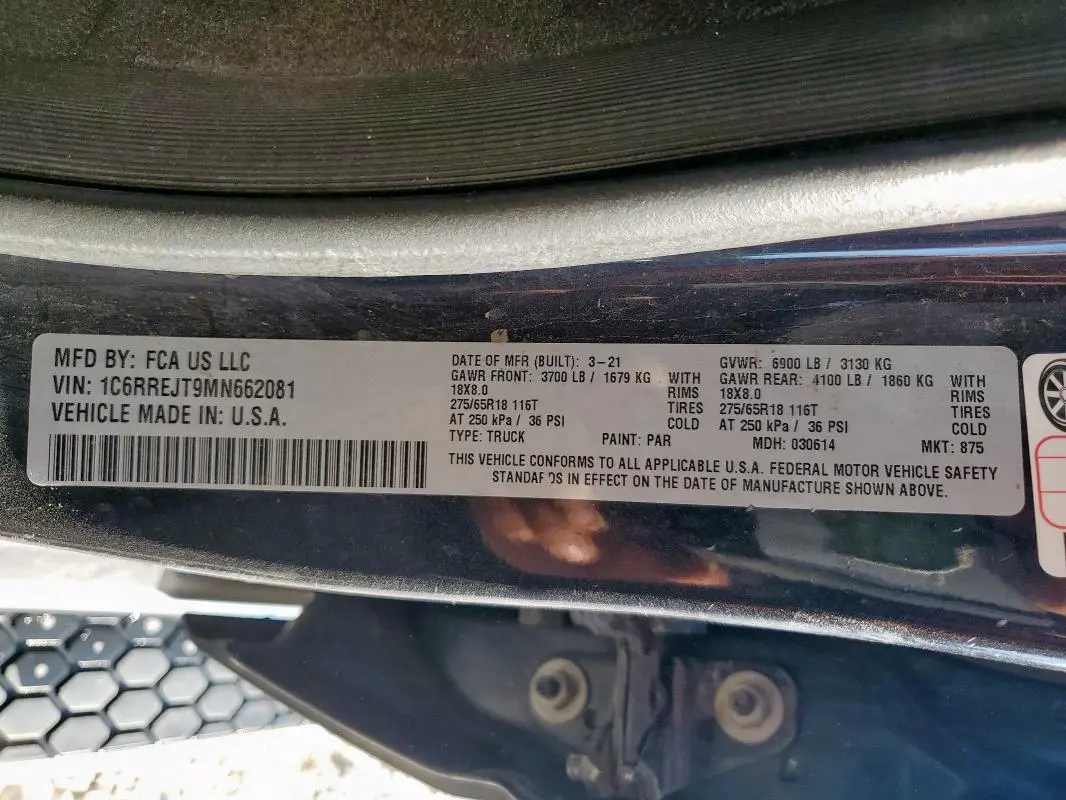 MFD BY: FCA US LLC
VIN: 1C6RREJT9MN662081
VEHICLE MADE IN: U.S.A.
DATE OF MFR (BUILT): 3-21 GVWR: 6900 LB / 3130 KG
GAWR FRONT: 3700 LB / 1679 KG WITH GAWR REAR: 4100 LB / 1860 KG WITH
18X8.0 RIMS 18X8.0 RIMS
275/65R18 116T TIRES 275/65R18 116T TIRES
AT 250 kPa / 36 PSI COLD AT 250 kPa / 36 PSI COLD
TYPE: TRUCK PAINT: PAR MDH: 030614 MKT: 875
THIS VEHICLE CONFORMS TO ALL APPLICABLE U.S.A. FEDERAL MOTOR VEHICLE SAFETY
IN EFFECT ON THE DATE OF MANUFACTURE SHOWN ABOVE.